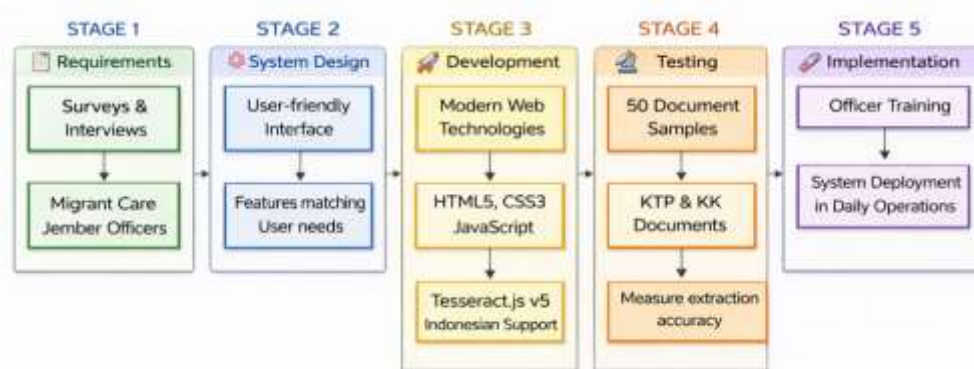 STAGE 1
Requirements
Surveys &
Interviews
Migrant Care
Jember Officers
STAGE 2
System Design
User-friendly
Interface
Features matching
User needs
STAGE 3
Development
Modern Web
Technologies
HTML5, CSS3
JavaScript
Tesseract.js v5
Indonesian Support
STAGE 4
Testing
50 Document
Samples
KTP & KK
Documents
Measure extraction
accuracy
STAGE 5
Implementation
Officer Training
System Deployment
in Daily Operations